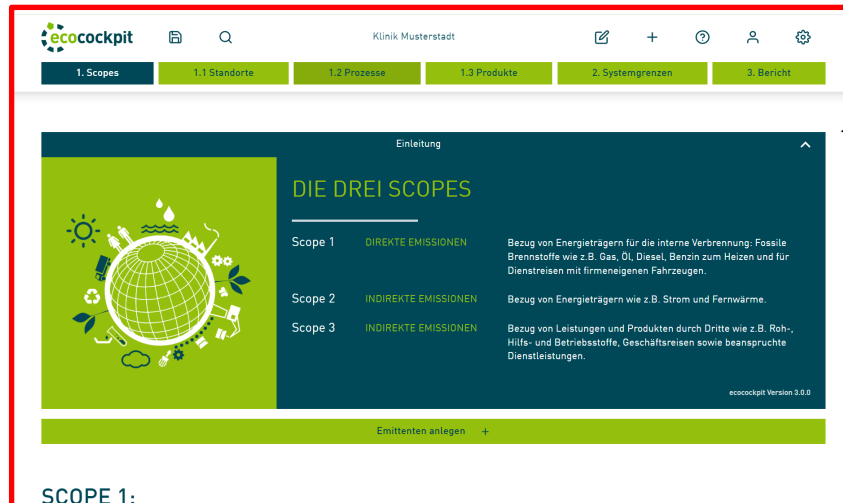 ecocockpit
Klinik Musterstadt
1. Scopes
1.1 Standorte
1.2 Prozesse
1.3 Produkte
2. Systemgrenzen
3. Bericht
Einleitung
DIE DREI SCOPES
Scope 1 DIREKTE EMISSIONEN Bezug von Energieträgern für die interne Verbrennung: Fossile
Brennstoffe wie z.B. Gas, Öl, Diesel, Benzin zum Heizen und für
Dienstreisen mit firmeneigenen Fahrzeugen.
Scope 2 INDIREKTE EMISSIONEN Bezug von Energieträgern wie z.B. Strom und Fernwärme.
Scope 3 INDIREKTE EMISSIONEN Bezug von Leistungen und Produkten durch Dritte wie z.B. Roh-,
Hilfs- und Betriebsstoffe, Geschäftsreisen sowie beanspruchte
Dienstleistungen.
ecocockpit Version 3.0.0
Emittenten anlegen +
SCOPE 1: